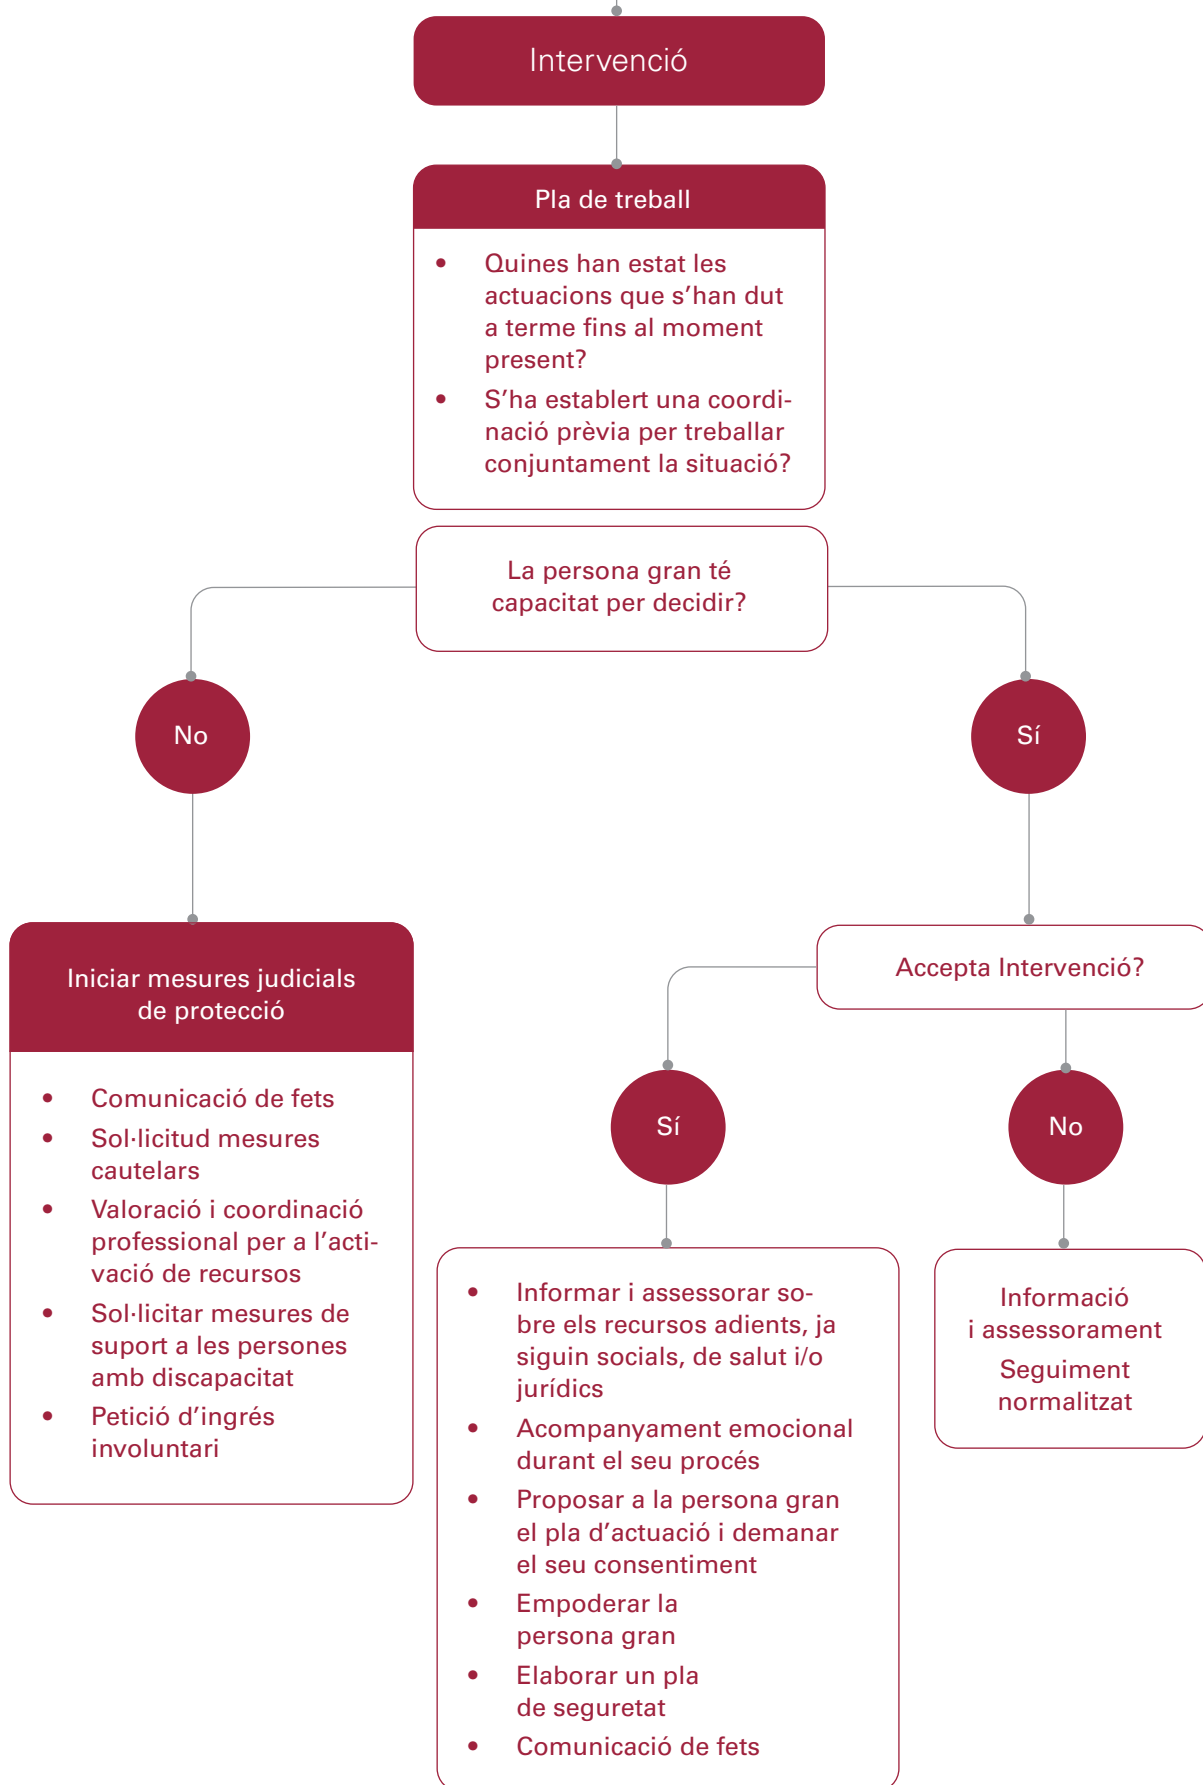 Intervenció
Pla de treball
• Quines han estat les
actuacions que s’han dut
a terme fins al moment
present?
• S’ha establert una coordi-
nació prèvia per treballar
conjuntament la situació?
La persona gran té
capacitat per decidir?
No
Sí
Iniciar mesures judicials
de protecció
• Comunicació de fets
• Sol·licitud mesures
cautelars
• Valoració i coordinació
professional per a l’acti-
vació de recursos
• Sol·licitar mesures de
suport a les persones
amb discapacitat
• Petició d’ingrés
involuntari
Accepta Intervenció?
Sí
No
• Informar i assessorar so-
bre els recursos adients, ja
siguin socials, de salut i/o
jurídics
• Acompanyament emocional
durant el seu procés
• Proposar a la persona gran
el pla d’actuació i demanar
el seu consentiment
• Empoderar la
persona gran
• Elaborar un pla
de seguretat
• Comunicació de fets
Informació
i assessorament
Seguiment
normalitzat